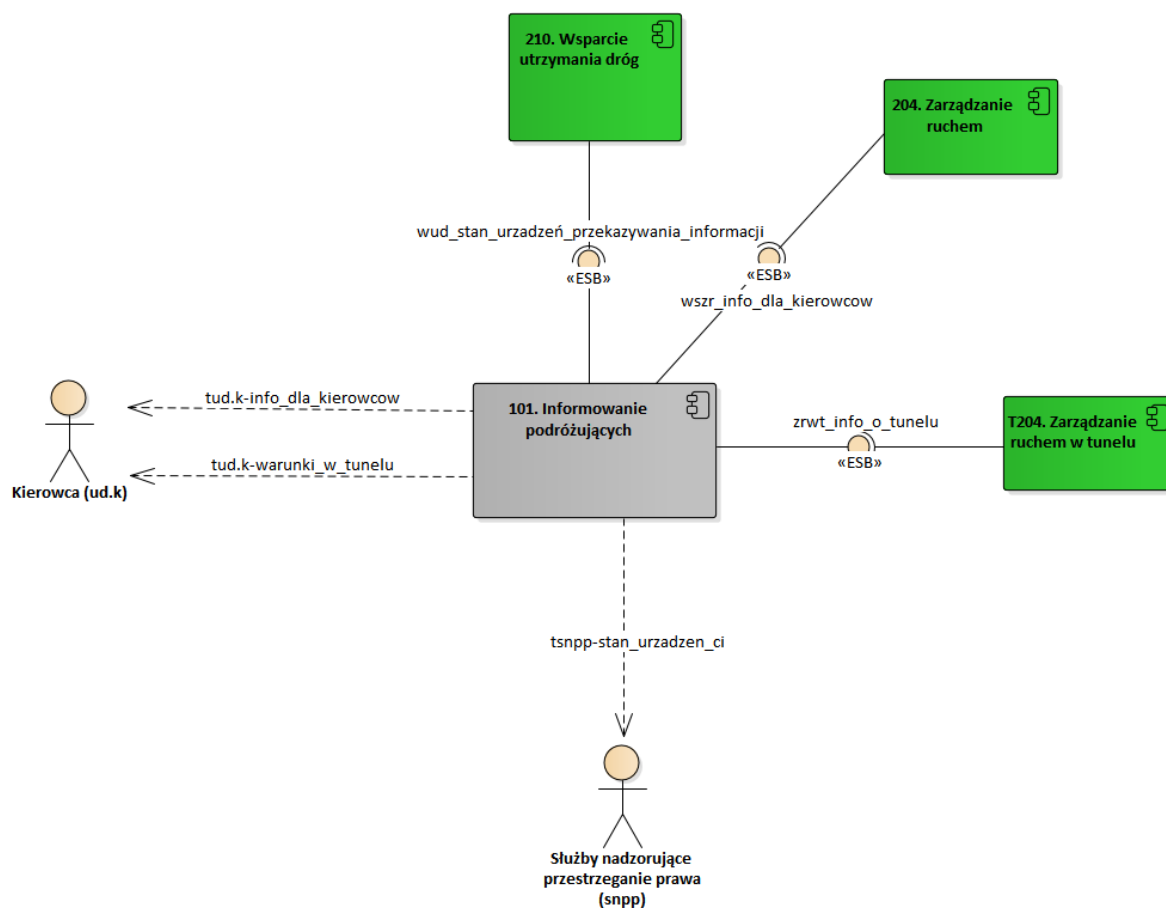 210. Wsparcie
utrzymania dróg
204. Zarządzanie
ruchem
wud_stan_urzadzeń_przekazywania_informacji
«ESB»
«ESB»
wszr_info_dla_kierowcow
tud.k-info_dla_kierowcow
101. Informowanie
podróżujących
zrwt_info_o_tunelu
T204. Zarządzanie
ruchem w tunelu
«ESB»
tud.k-warunki_w_tunelu
Kierowca (ud.k)
tsnpp-stan_urzadzen_ci
Służby nadzorujące
przestrzeganie prawa
(snpp)